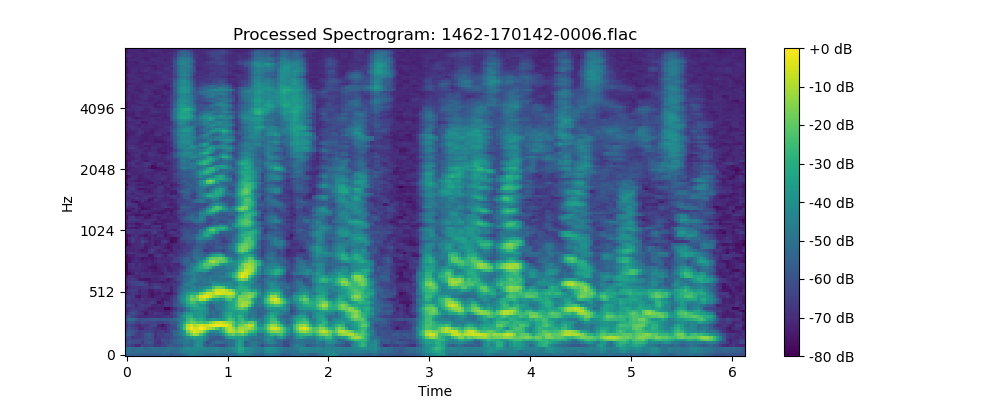 Processed Spectrogram: 1462-170142-0006.flac
Hz
4096
2048
1024
512
0
0 1 2 3 4 5 6
Time
+0 dB
-10 dB
-20 dB
-30 dB
-40 dB
-50 dB
-60 dB
-70 dB
-80 dB